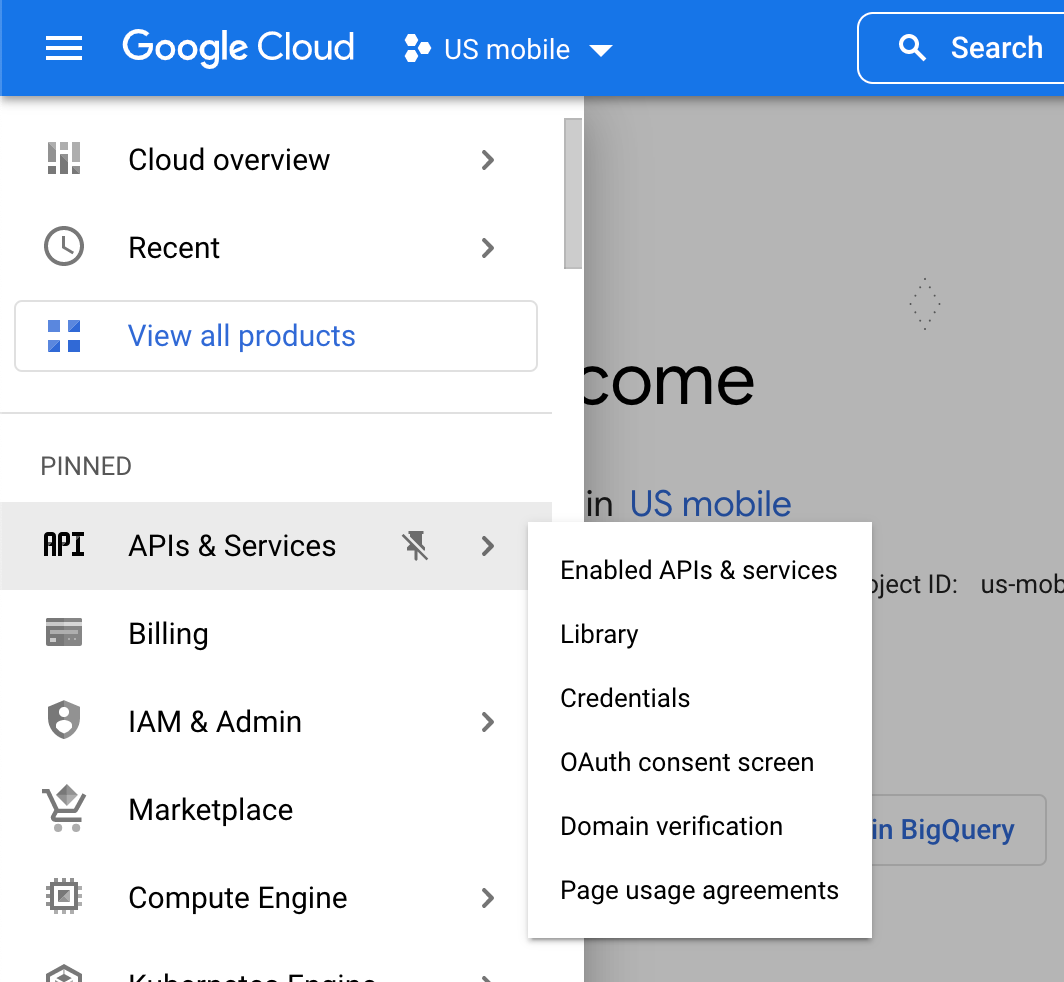 Google Cloud
US mobile
Search
Cloud overview
Recent
View all products
PINNED
API
APIs & Services
Billing
IAM & Admin
Marketplace
Compute Engine
Kubernetes Engine
Enabled APIs & services
Library
Credentials
OAuth consent screen
Domain verification
Page usage agreements
come
in US mobile
oject ID: us-mob
in BigQuery